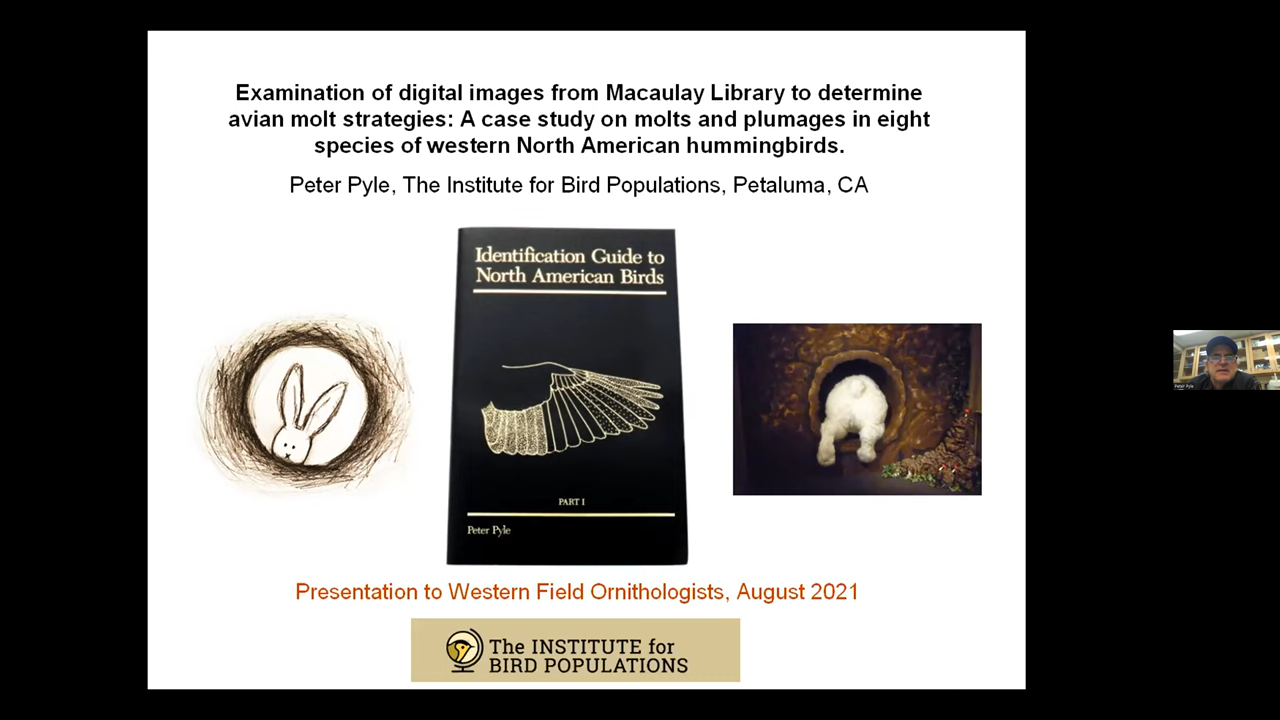 Examination of digital images from Macaulay Library to determine
avian molt strategies: A case study on molts and plumages in eight
species of western North American hummingbirds.
Peter Pyle, The Institute for Bird Populations, Petaluma, CA
Identification Guide to
North American Birds
PART I
Peter Pyle
Presentation to Western Field Ornithologists, August 2021
The INSTITUTE for
BIRD POPULATIONS
Peter Pyle